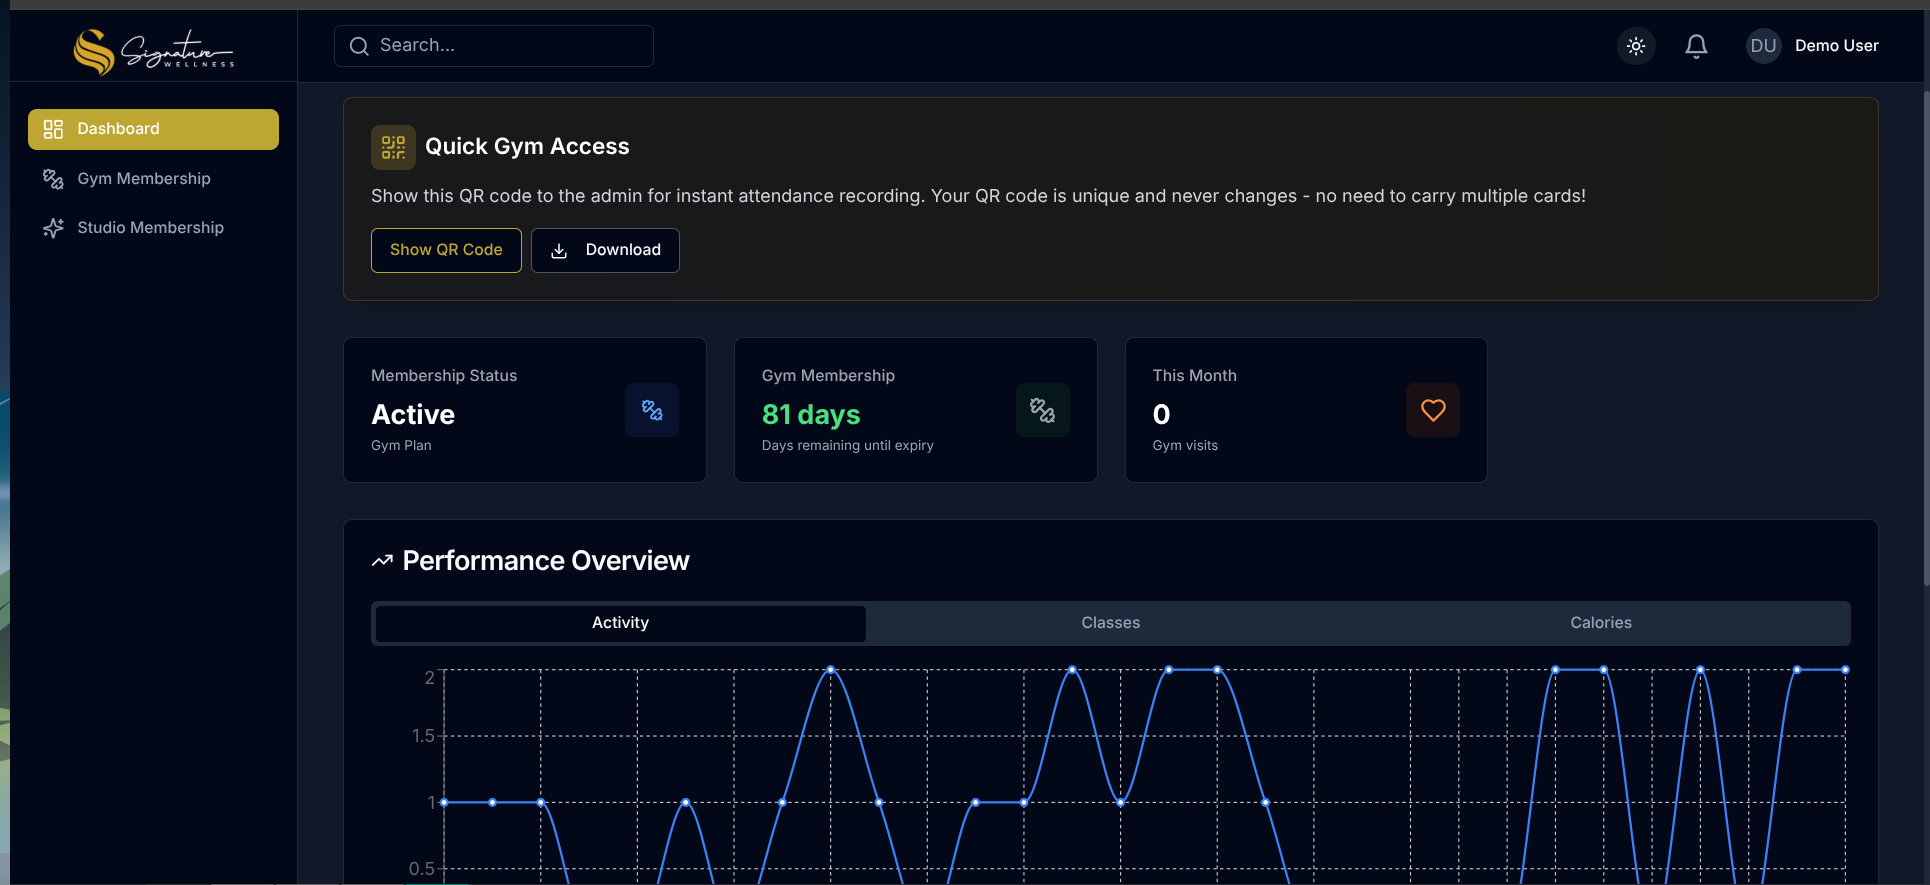 Signature
WELLNESS
Search...
DU
Demo User
Dashboard
Gym Membership
Studio Membership
Quick Gym Access
Show this QR code to the admin for instant attendance recording. Your QR code is unique and never changes - no need to carry multiple cards!
Show QR Code
Download
Membership Status
Active
Gym Plan
Gym Membership
81 days
Days remaining until expiry
This Month
0
Gym visits
Performance Overview
Activity
Classes
Calories
2
1.5
1
0.5